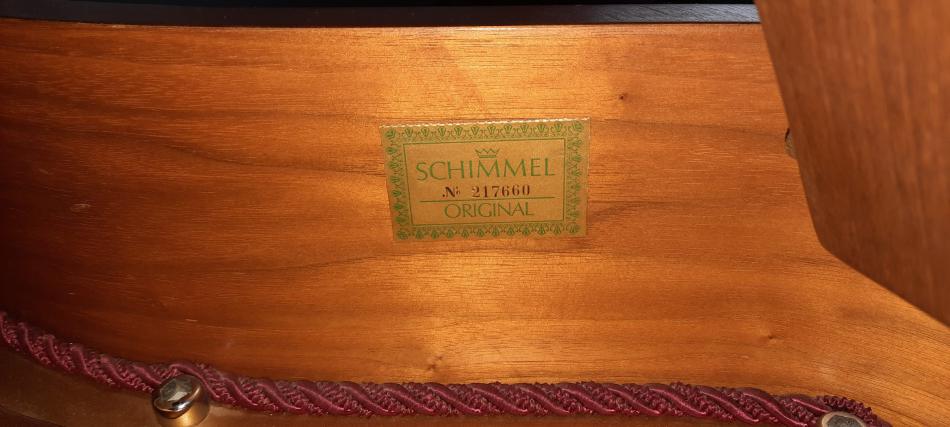 SCHIMMEL
№ 217660
ORIGINAL